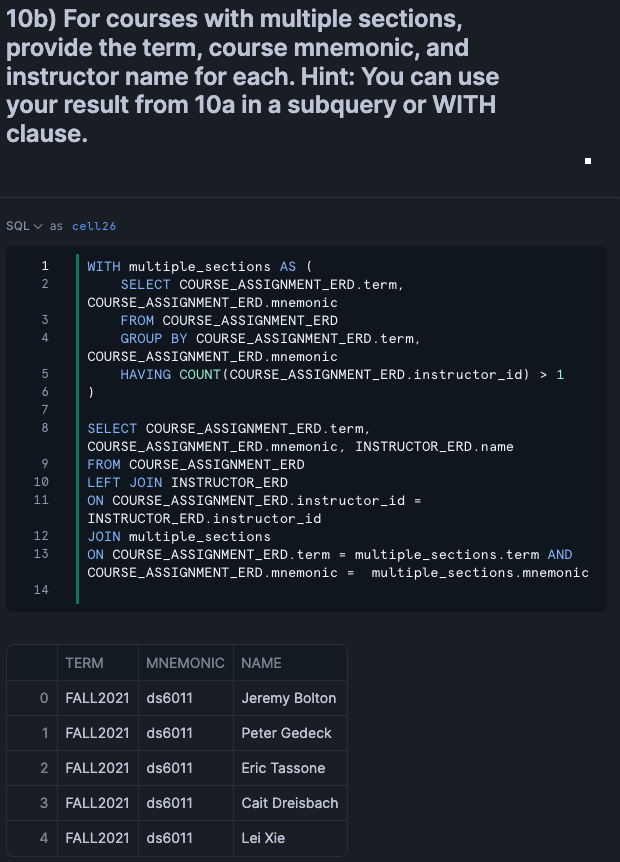 10b) For courses with multiple sections,
provide the term, course mnemonic, and
instructor name for each. Hint: You can use
your result from 10a in a subquery or WITH
clause.
SQL as cell26
1 WITH multiple_sections AS (
2 SELECT COURSE_ASSIGNMENT_ERD.term,
COURSE_ASSIGNMENT_ERD.mnemonic
3 FROM COURSE_ASSIGNMENT_ERD
4 GROUP BY COURSE_ASSIGNMENT_ERD.term,
COURSE_ASSIGNMENT_ERD.mnemonic
5 HAVING COUNT(COURSE_ASSIGNMENT_ERD.instructor_id) > 1
6 )
7
8 SELECT COURSE_ASSIGNMENT_ERD.term,
COURSE_ASSIGNMENT_ERD.mnemonic, INSTRUCTOR_ERD.name
9 FROM COURSE_ASSIGNMENT_ERD
10 LEFT JOIN INSTRUCTOR_ERD
11 ON COURSE_ASSIGNMENT_ERD.instructor_id =
INSTRUCTOR_ERD.instructor_id
12 JOIN multiple_sections
13 ON COURSE_ASSIGNMENT_ERD.term = multiple_sections.term AND
COURSE_ASSIGNMENT_ERD.mnemonic =  multiple_sections.mnemonic
14
TERM MNEMONIC NAME
0 FALL2021 ds6011 Jeremy Bolton
1 FALL2021 ds6011 Peter Gedeck
2 FALL2021 ds6011 Eric Tassone
3 FALL2021 ds6011 Cait Dreisbach
4 FALL2021 ds6011 Lei Xie